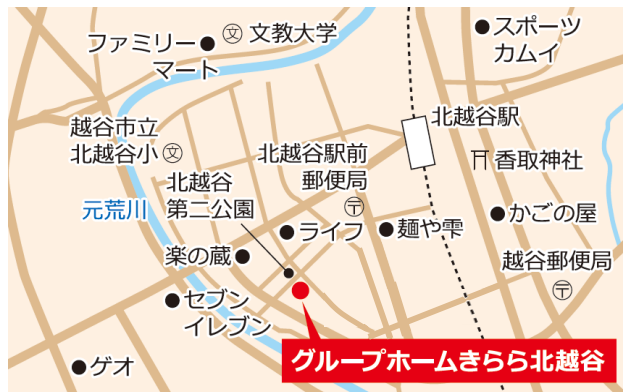 ファミリー
マート
文
文教大学
スポーツ
カムイ
越谷市立
北越谷小
文
北越谷駅
北越谷駅前
郵便局
〒
香取神社
北越谷
第二公園
元荒川
ライフ
麺や雫
かごの屋
楽の蔵
越谷郵便局
〒
セブン
イレブン
ゲオ
グループホームきらら北越谷